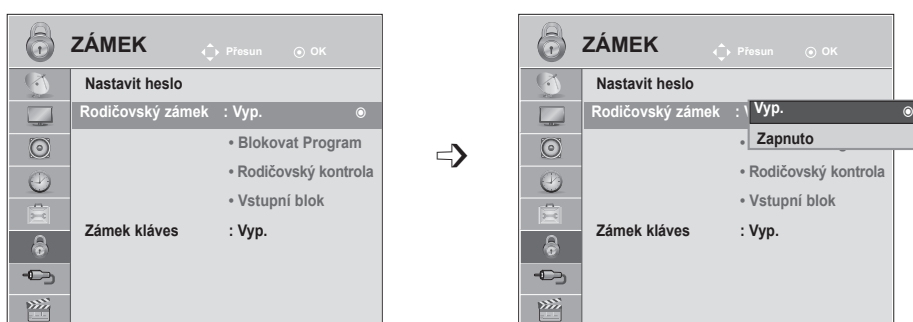 ZÁMEK Přesun OK
Nastavit heslo
Rodičovský zámek : Vyp.
• Blokovat Program
• Rodičovský kontrola
• Vstupní blok
Zámek kláves : Vyp.
ZÁMEK Přesun OK
Nastavit heslo
Rodičovský zámek : Vyp.
Zapnuto
• Rodičovský kontrola
• Vstupní blok
Zámek kláves : Vyp.